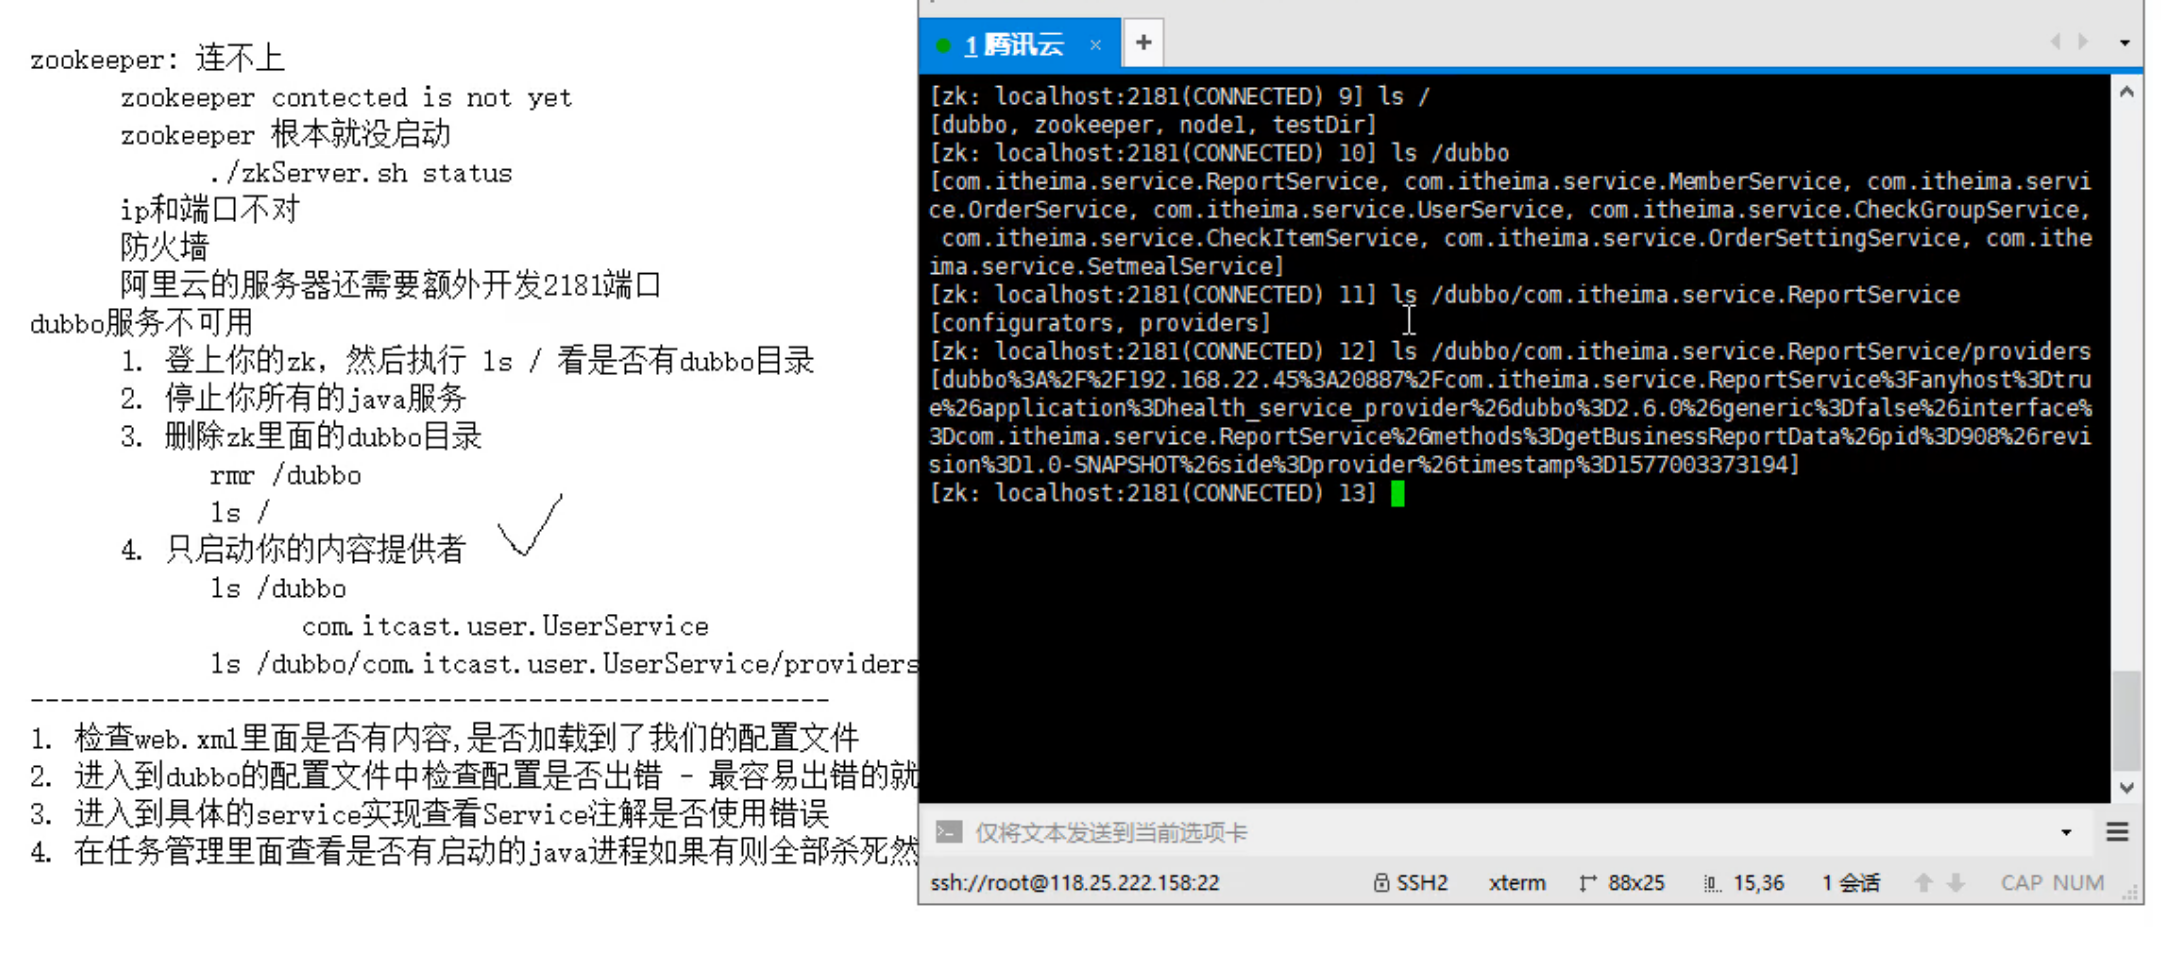 zookeeper: 连不上
zookeeper contected is not yet
zookeeper 根本就没启动
./zkServer.sh status
ip和端口不对
防火墙
阿里云的服务器还需要额外开发2181端口
dubbo服务不可用
1. 登上你的zk，然后执行 ls / 看是否有dubbo目录
2. 停止你所有的java服务
3. 删除zk里面的dubbo目录
rmr /dubbo
ls /
4. 只启动你的内容提供者
ls /dubbo
com.itcast.user.UserService
ls /dubbo/com.itcast.user.UserService/providers
-----------------------------------------------------
1. 检查web.xml里面是否有内容,是否加载到了我们的配置文件
2. 进入到dubbo的配置文件中检查配置是否出错 - 最容易出错的就
3. 进入到具体的service实现查看Service注解是否使用错误
4. 在任务管理里面查看是否有启动的java进程如果有则全部杀死然
1 腾讯云 × +
[zk: localhost:2181(CONNECTED) 9] ls /
[dubbo, zookeeper, node1, testDir]
[zk: localhost:2181(CONNECTED) 10] ls /dubbo
[com.itheima.service.ReportService, com.itheima.service.MemberService, com.itheima.servi
ce.OrderService, com.itheima.service.UserService, com.itheima.service.CheckGroupService,
com.itheima.service.CheckItemService, com.itheima.service.OrderSettingService, com.ithe
ima.service.SetmealService]
[zk: localhost:2181(CONNECTED) 11] ls /dubbo/com.itheima.service.ReportService
[configurators, providers]
[zk: localhost:2181(CONNECTED) 12] ls /dubbo/com.itheima.service.ReportService/providers
[dubbo%3A%2F%2F192.168.22.45%3A20887%2Fcom.itheima.service.ReportService%3Fanyhost%3Dtru
e%26application%3Dhealth_service_provider%26dubbo%3D2.6.0%26generic%3Dfalse%26interface%
3Dcom.itheima.service.ReportService%26methods%3DgetBusinessReportData%26pid%3D908%26revi
sion%3D1.0-SNAPSHOT%26side%3Dprovider%26timestamp%3D1577003373194]
[zk: localhost:2181(CONNECTED) 13]
仅将文本发送到当前选项卡
ssh://root@118.25.222.158:22 SSH2 xterm 88x25 15,36 1 会话 CAP NUM